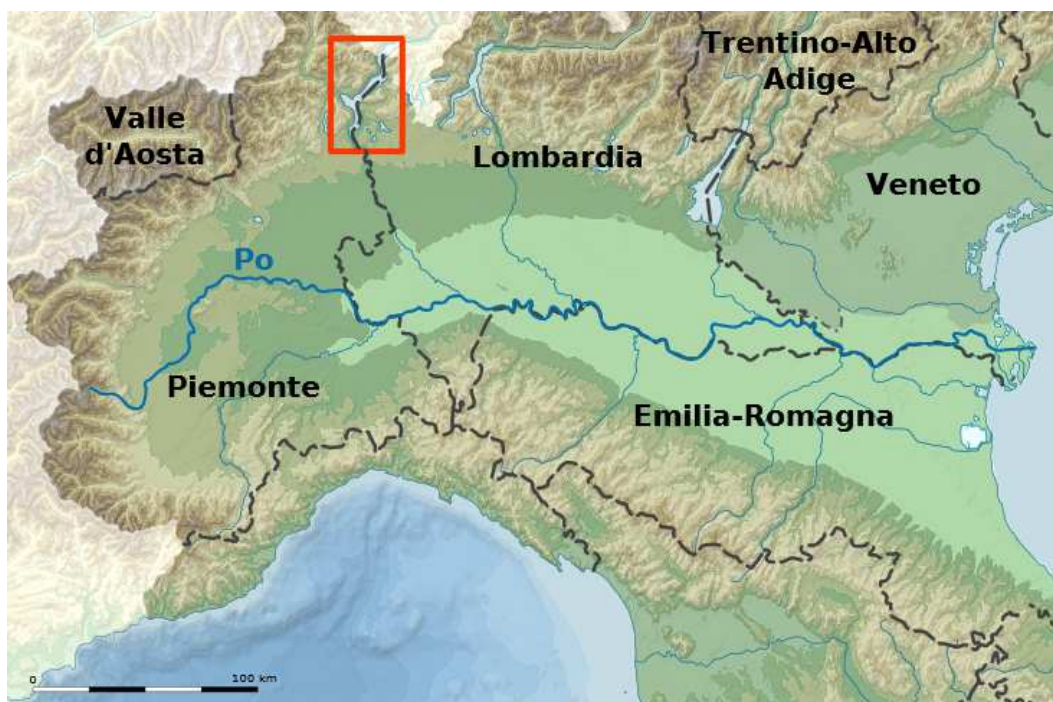 Trentino-Alto
Adige
Valle
d'Aosta
Lombardia
Veneto
Po
Piemonte
Emilia-Romagna
0
100 km